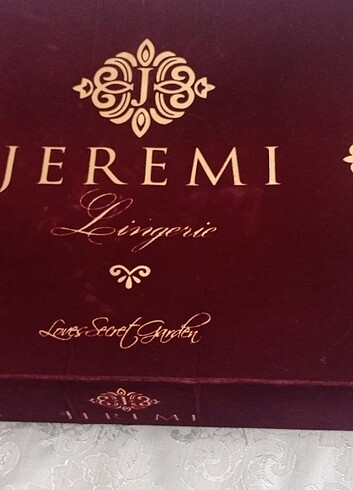 J
JEREMI
Lingerie
Loves Secret Garden
JEREMI